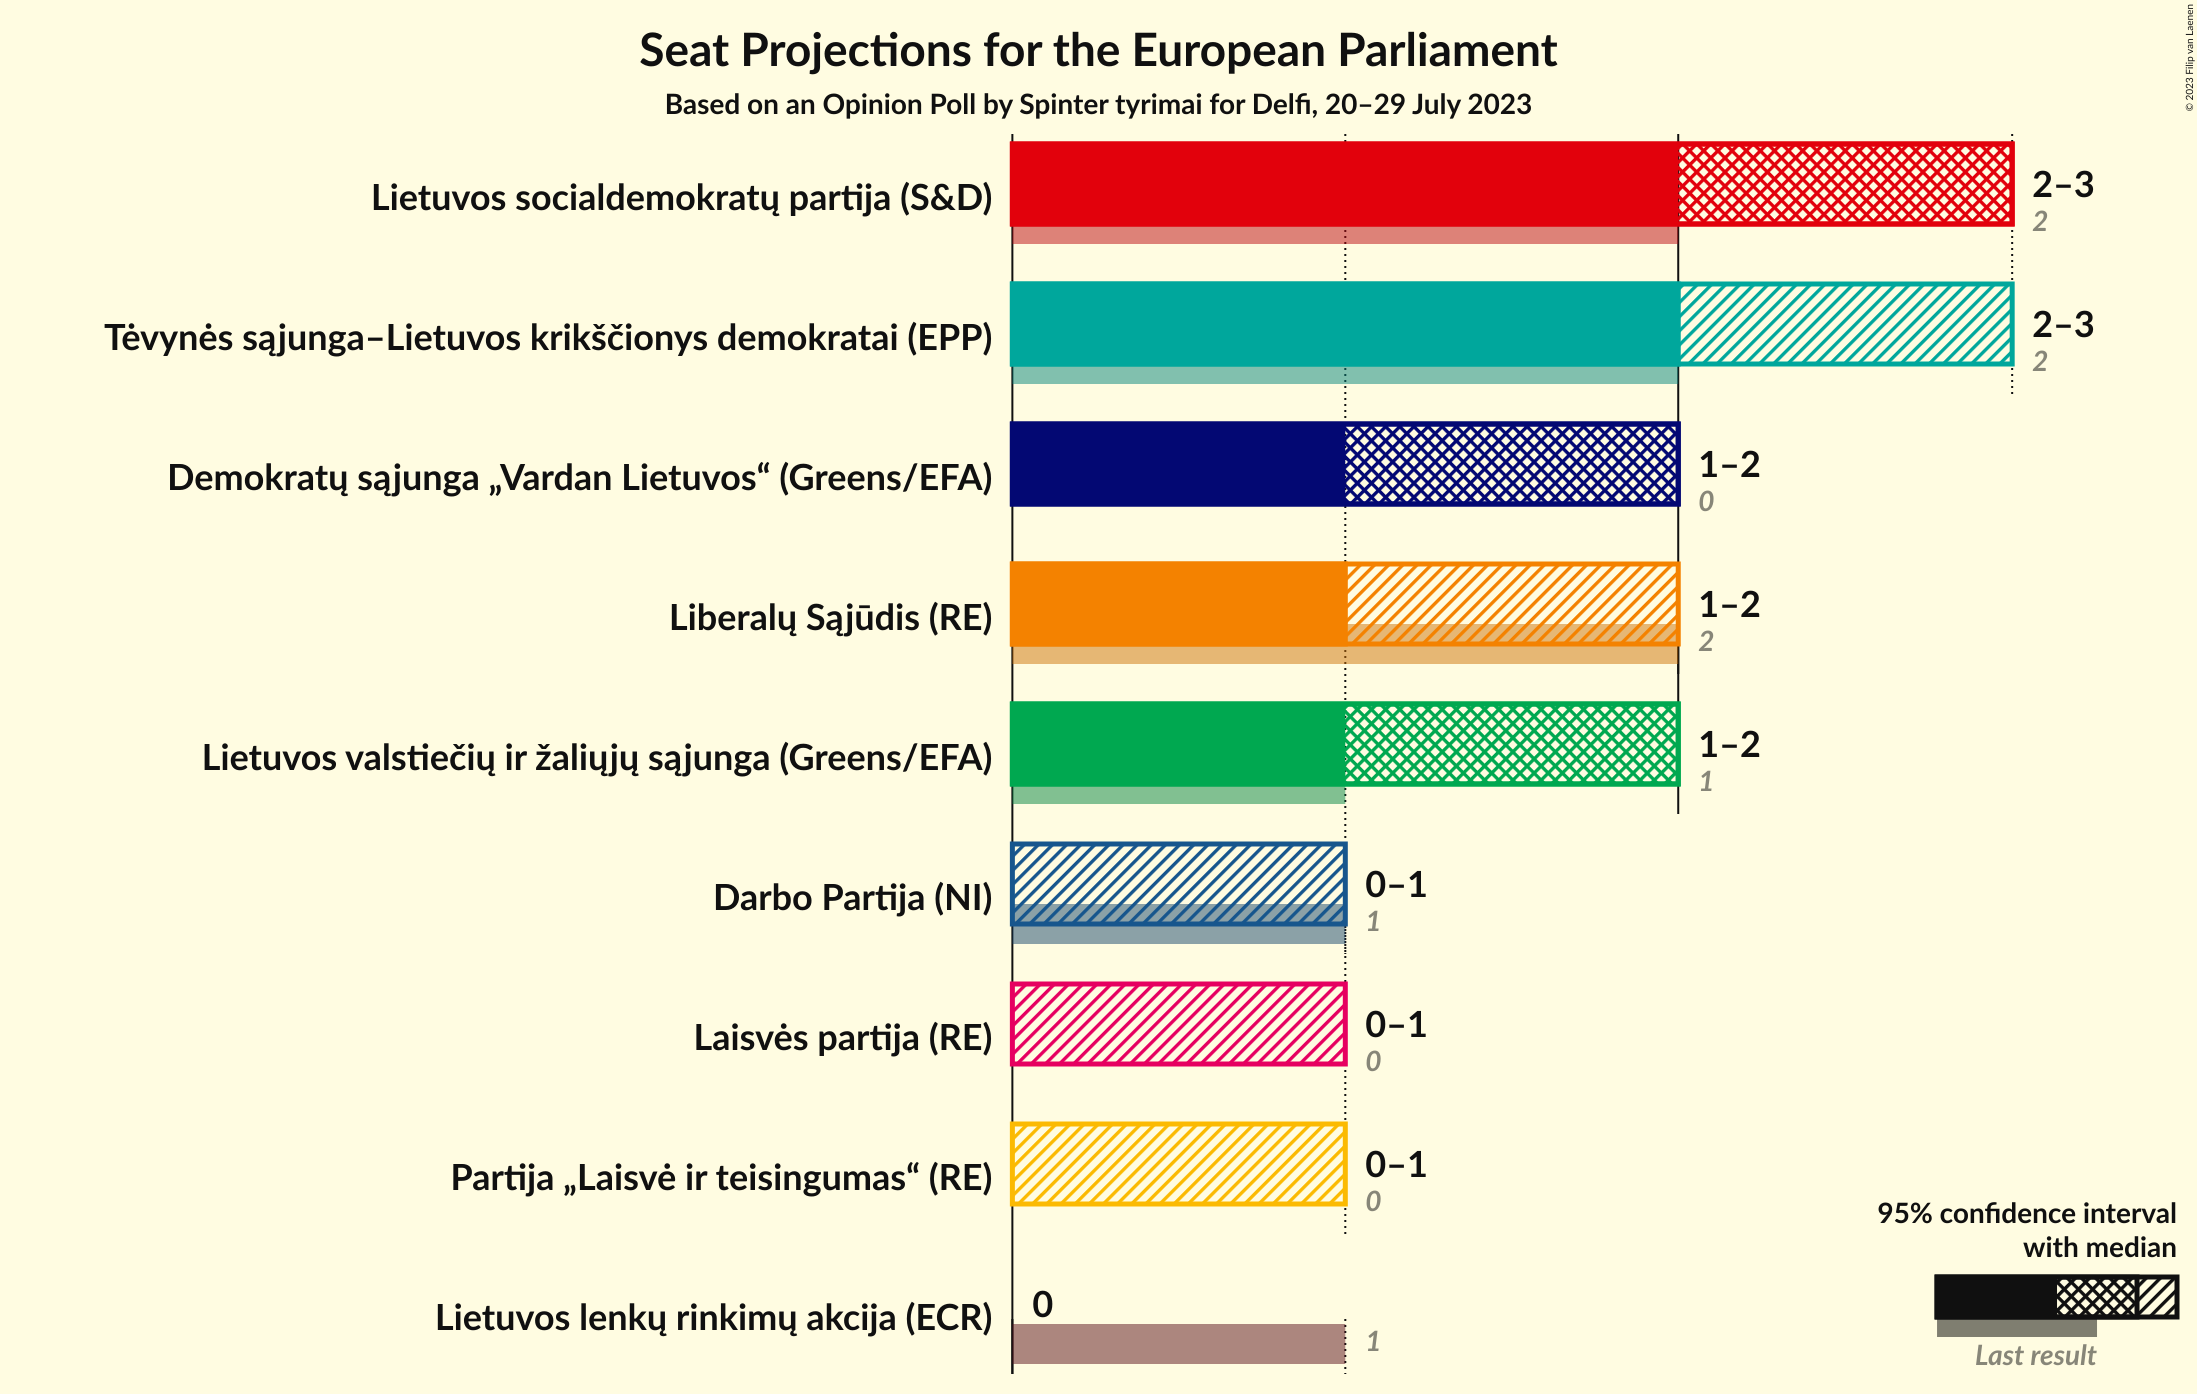 Seat Projections for the European Parliament
Based on an Opinion Poll by Spinter tyrimai for Delfi, 20–29 July 2023
© 2023 Filip van Laenen
Lietuvos socialdemokratų partija (S&D)
2–3
2
Tėvynės sąjunga–Lietuvos krikščionys demokratai (EPP)
2–3
2
Demokratų sąjunga „Vardan Lietuvos“ (Greens/EFA)
1–2
0
Liberalų Sąjūdis (RE)
1–2
2
Lietuvos valstiečių ir žaliųjų sąjunga (Greens/EFA)
1–2
1
Darbo Partija (NI)
0–1
1
Laisvės partija (RE)
0–1
0
Partija „Laisvė ir teisingumas“ (RE)
0–1
0
Lietuvos lenkų rinkimų akcija (ECR)
0
1
95% confidence interval
with median
Last result